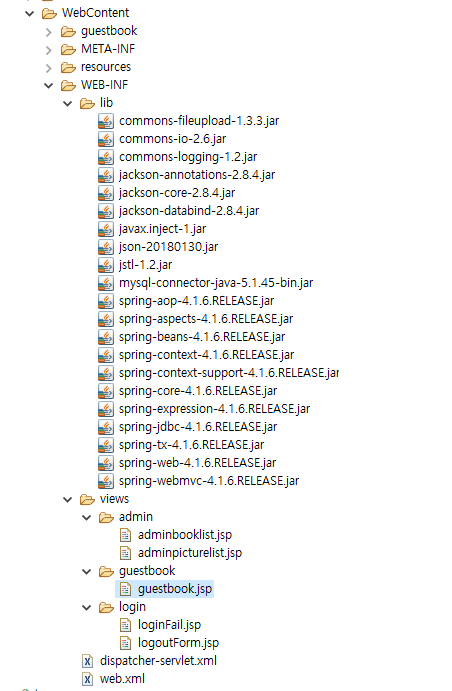 WebContent
guestbook
META-INF
resources
WEB-INF
lib
commons-fileupload-1.3.3.jar
commons-io-2.6.jar
commons-logging-1.2.jar
jackson-annotations-2.8.4.jar
jackson-core-2.8.4.jar
jackson-databind-2.8.4.jar
javax.inject-1.jar
json-20180130.jar
jstl-1.2.jar
mysql-connector-java-5.1.45-bin.jar
spring-aop-4.1.6.RELEASE.jar
spring-aspects-4.1.6.RELEASE.jar
spring-beans-4.1.6.RELEASE.jar
spring-context-4.1.6.RELEASE.jar
spring-context-support-4.1.6.RELEASE.jar
spring-core-4.1.6.RELEASE.jar
spring-expression-4.1.6.RELEASE.jar
spring-jdbc-4.1.6.RELEASE.jar
spring-tx-4.1.6.RELEASE.jar
spring-web-4.1.6.RELEASE.jar
spring-webmvc-4.1.6.RELEASE.jar
views
admin
adminbooklist.jsp
adminpicturelist.jsp
guestbook
guestbook.jsp
login
loginFail.jsp
logoutForm.jsp
dispatcher-servlet.xml
web.xml